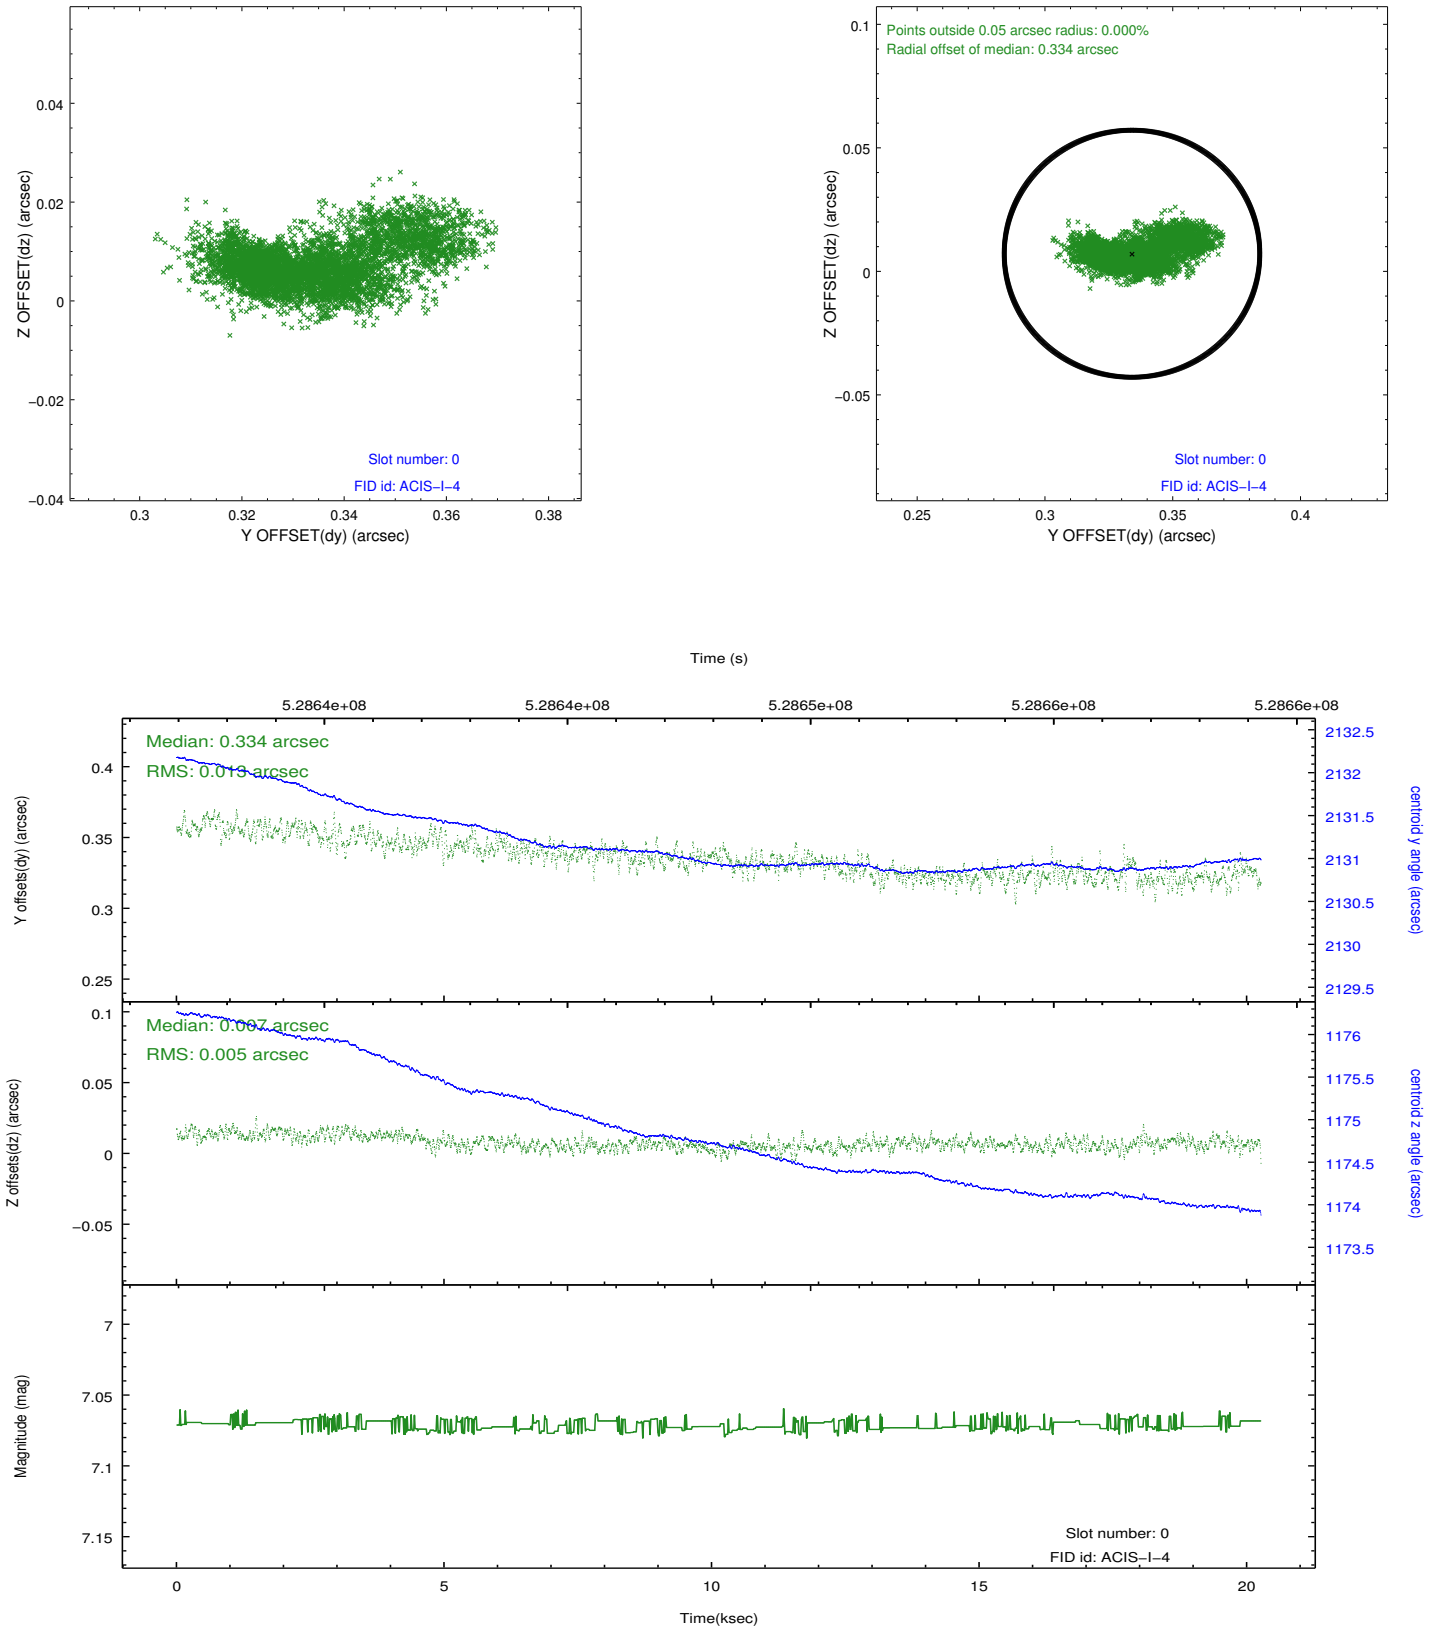 0.04
0.02
0
−0.02
−0.04
Z OFFSET(dz) (arcsec)
Slot number: 0
FID id: ACIS−I−4
0.3 0.32 0.34 0.36 0.38
Y OFFSET(dy) (arcsec)
Points outside 0.05 arcsec radius: 0.000%
Radial offset of median: 0.334 arcsec
0.1
0.05
0
−0.05
Z OFFSET(dz) (arcsec)
Slot number: 0
FID id: ACIS−I−4
0.25 0.3 0.35 0.4
Y OFFSET(dy) (arcsec)
Time (s)
5.2864e+08 5.2864e+08 5.2865e+08 5.2866e+08 5.2866e+08
Median: 0.334 arcsec
RMS: 0.013 arcsec
0.4
0.35
0.3
0.25
Y offsets(dy) (arcsec)
2132.5
2132
2131.5
2131
2130.5
2130
2129.5
centroid y angle (arcsec)
Median: 0.007 arcsec
RMS: 0.005 arcsec
0.1
0.05
0
−0.05
Z offsets(dz) (arcsec)
1176
1175.5
1175
1174.5
1174
1173.5
centroid z angle (arcsec)
7
7.05
7.1
7.15
Magnitude (mag)
Slot number: 0
FID id: ACIS−I−4
0 5 10 15 20
Time(ksec)